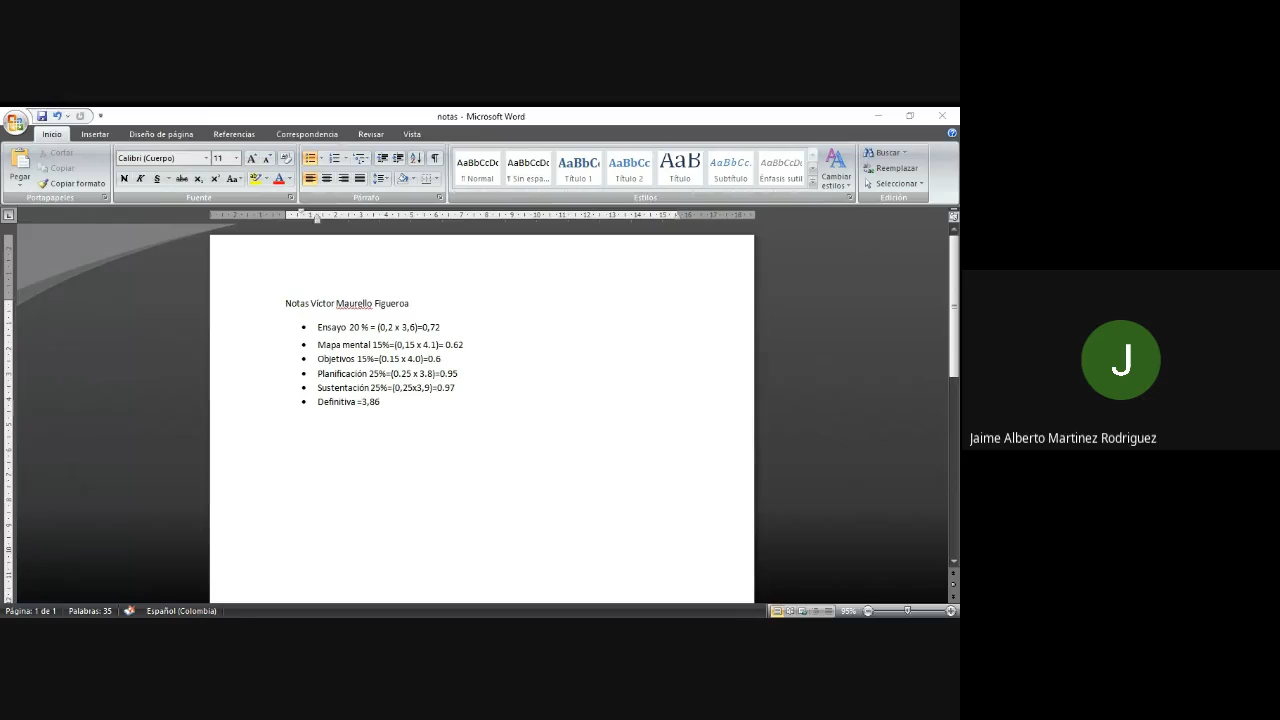 notas - Microsoft Word
Inicio Insertar Diseño de página Referencias Correspondencia Revisar Vista
Pegar
Cortar
Copiar
Copiar formato
Portapapeles
Calibri (Cuerpo) 11
N K S abc x₂ x² Aa
Fuente
Párrafo
AaBbCcDc AaBbCcDc AaBbC AaBbCc AaB AaBbCc. AaBbCcDc
¶ Normal ¶ Sin espa... Título 1 Título 2 Título Subtítulo Énfasis sutil
Cambiar estilos
Estilos
Buscar
Reemplazar
Seleccionar
Edición
Notas Víctor Maurello Figueroa
• Ensayo 20 % = (0,2 x 3,6)=0,72
• Mapa mental 15%=(0,15 x 4.1)= 0.62
• Objetivos 15%=(0.15 x 4.0)=0.6
• Planificación 25%=(0.25 x 3.8)=0.95
• Sustentación 25%=(0,25x3,9)=0.97
• Definitiva =3,86
J
Jaime Alberto Martinez Rodriguez
Página: 1 de 1 Palabras: 35 Español (Colombia) 95%